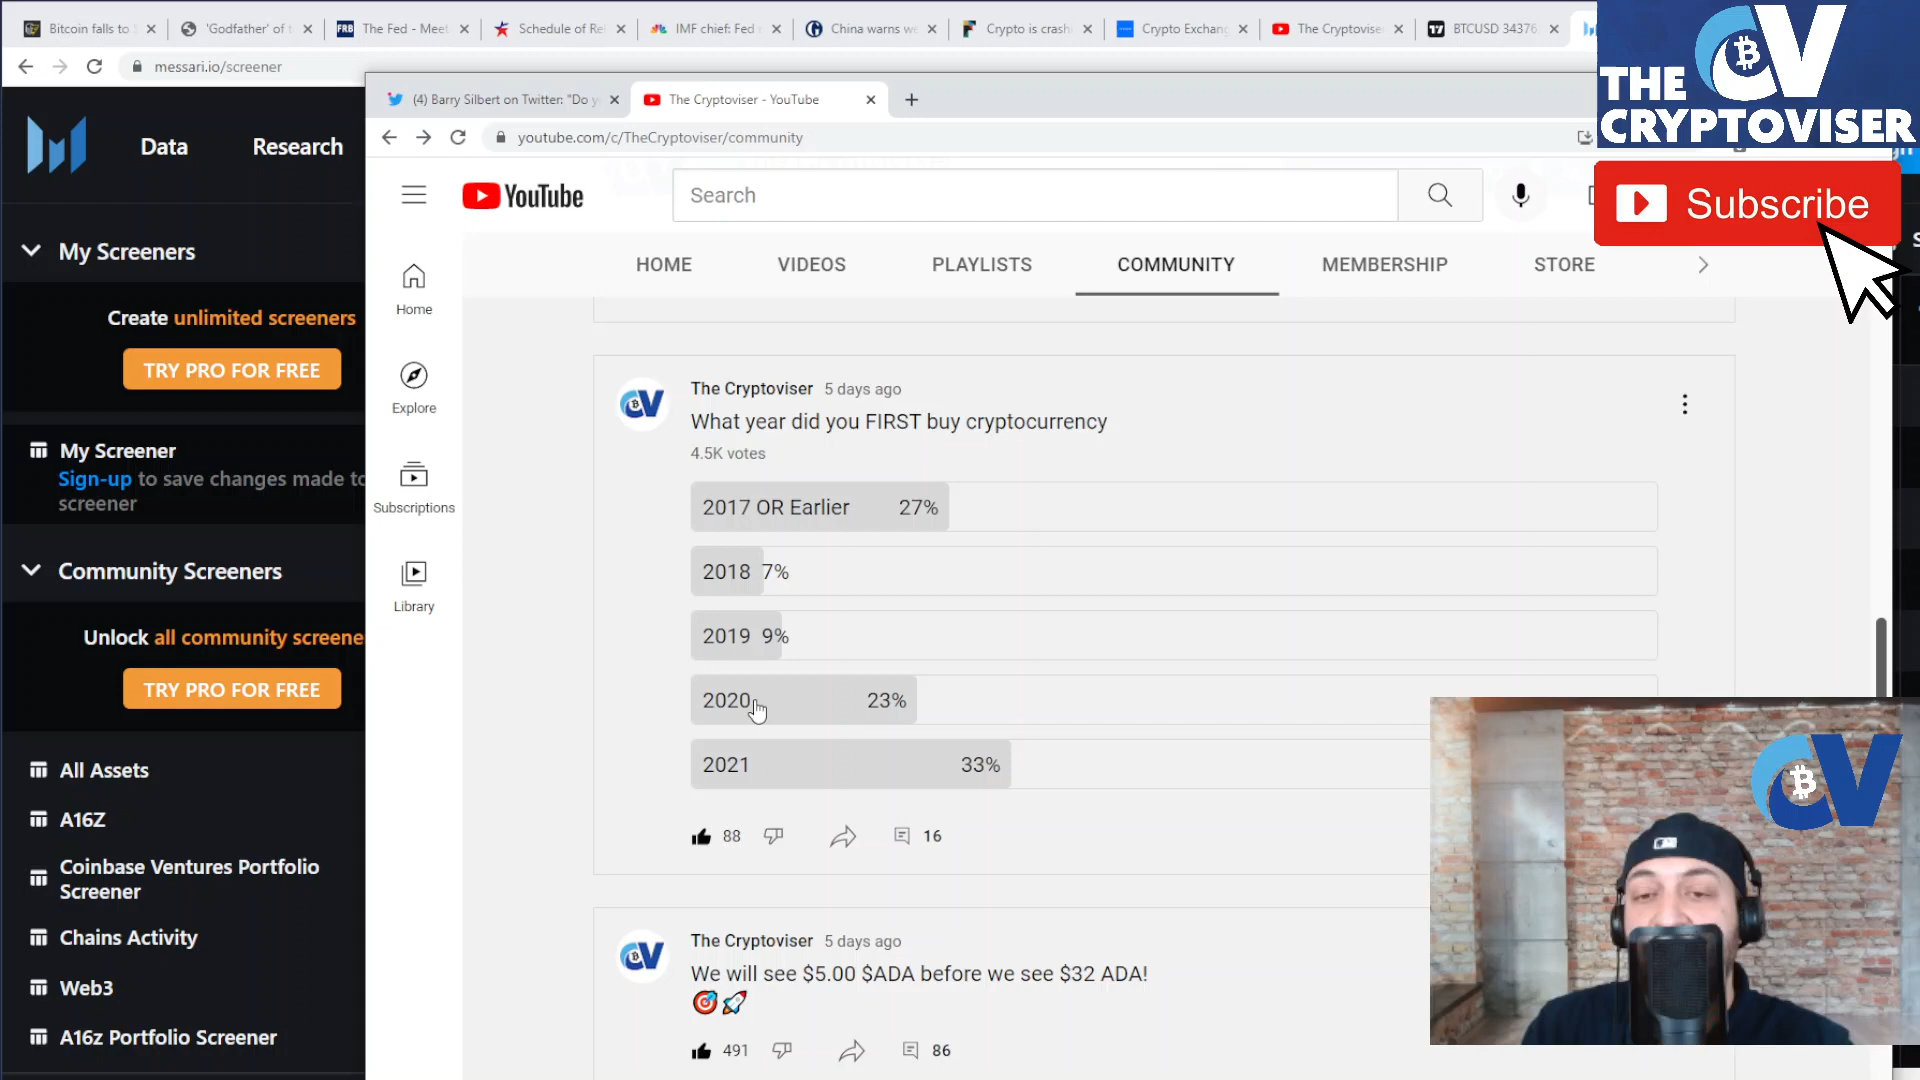 Bitcoin falls to
'Godfather' of t
FRB The Fed - Meet
Schedule of Re
IMF chief: Fed
China warns we
Crypto is crash
Crypto Exchang
The Cryptovise
BTCUSD 34376
messari.io/screener
(4) Barry Silbert on Twitter: "Do y
The Cryptoviser - YouTube
youtube.com/c/TheCryptoviser/community
THE CV
CRYPTOVISER
Subscribe
Data
Research
My Screeners
Create unlimited screeners
TRY PRO FOR FREE
My Screener
Sign-up to save changes made to
screener
Community Screeners
Unlock all community screene
TRY PRO FOR FREE
All Assets
A16Z
Coinbase Ventures Portfolio
Screener
Chains Activity
Web3
A16z Portfolio Screener
YouTube
Search
Home
Explore
Subscriptions
Library
HOME
VIDEOS
PLAYLISTS
COMMUNITY
MEMBERSHIP
STORE
The Cryptoviser 5 days ago
What year did you FIRST buy cryptocurrency
4.5K votes
2017 OR Earlier 27%
2018 7%
2019 9%
2020 23%
2021 33%
88
16
The Cryptoviser 5 days ago
We will see $5.00 $ADA before we see $32 ADA!
491
86
CV